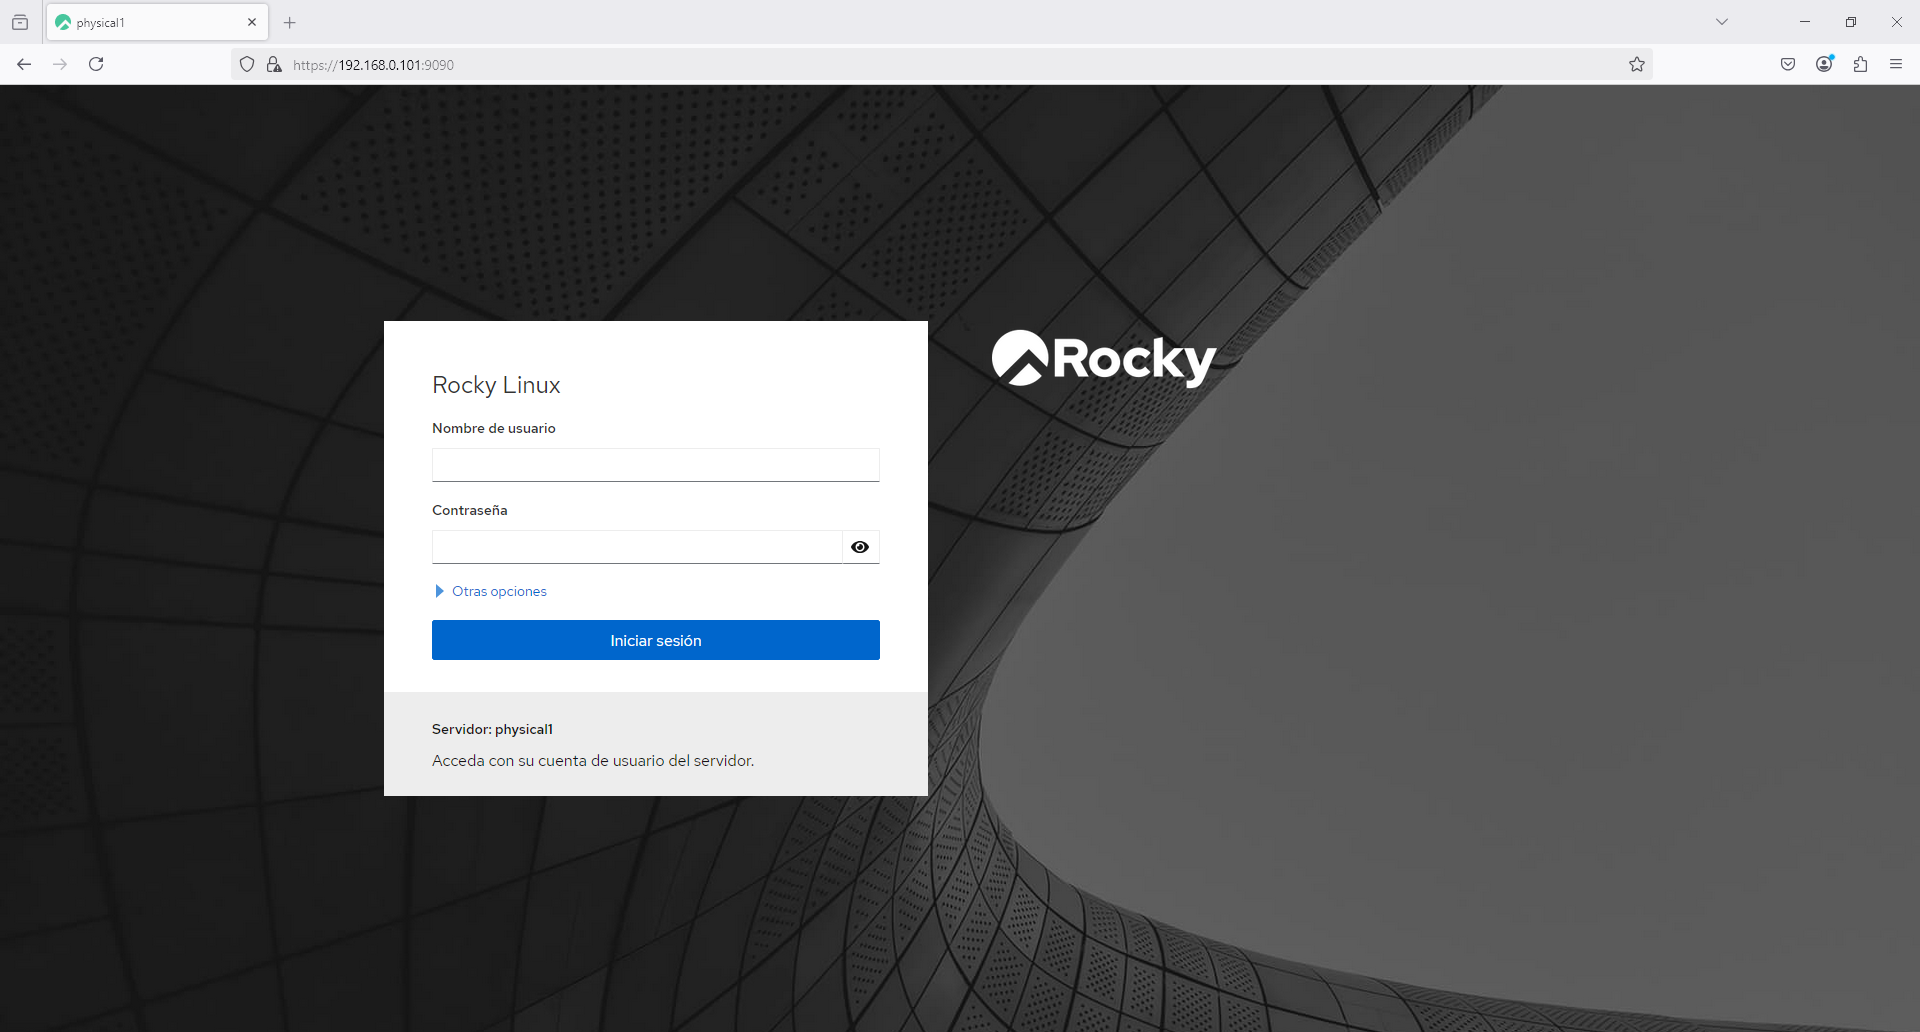 physical1
https://192.168.0.101:9090
Rocky
Rocky Linux
Nombre de usuario
Contraseña
Otras opciones
Iniciar sesión
Servidor: physical1
Acceda con su cuenta de usuario del servidor.